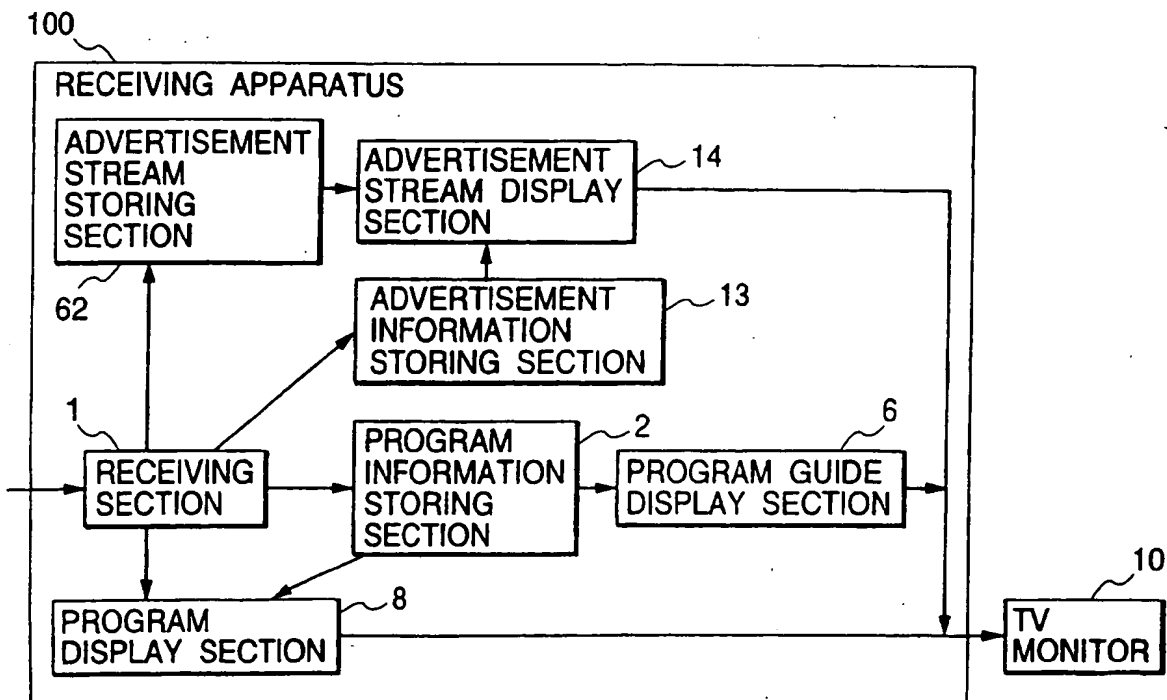 100
RECEIVING APPARATUS
ADVERTISEMENT
STREAM
STORING
SECTION
62
ADVERTISEMENT
STREAM DISPLAY
SECTION
14
ADVERTISEMENT
INFORMATION
STORING SECTION
13
1
RECEIVING
SECTION
PROGRAM
INFORMATION
STORING
SECTION
2
PROGRAM GUIDE
DISPLAY SECTION
6
PROGRAM
DISPLAY SECTION
8
TV
MONITOR
10